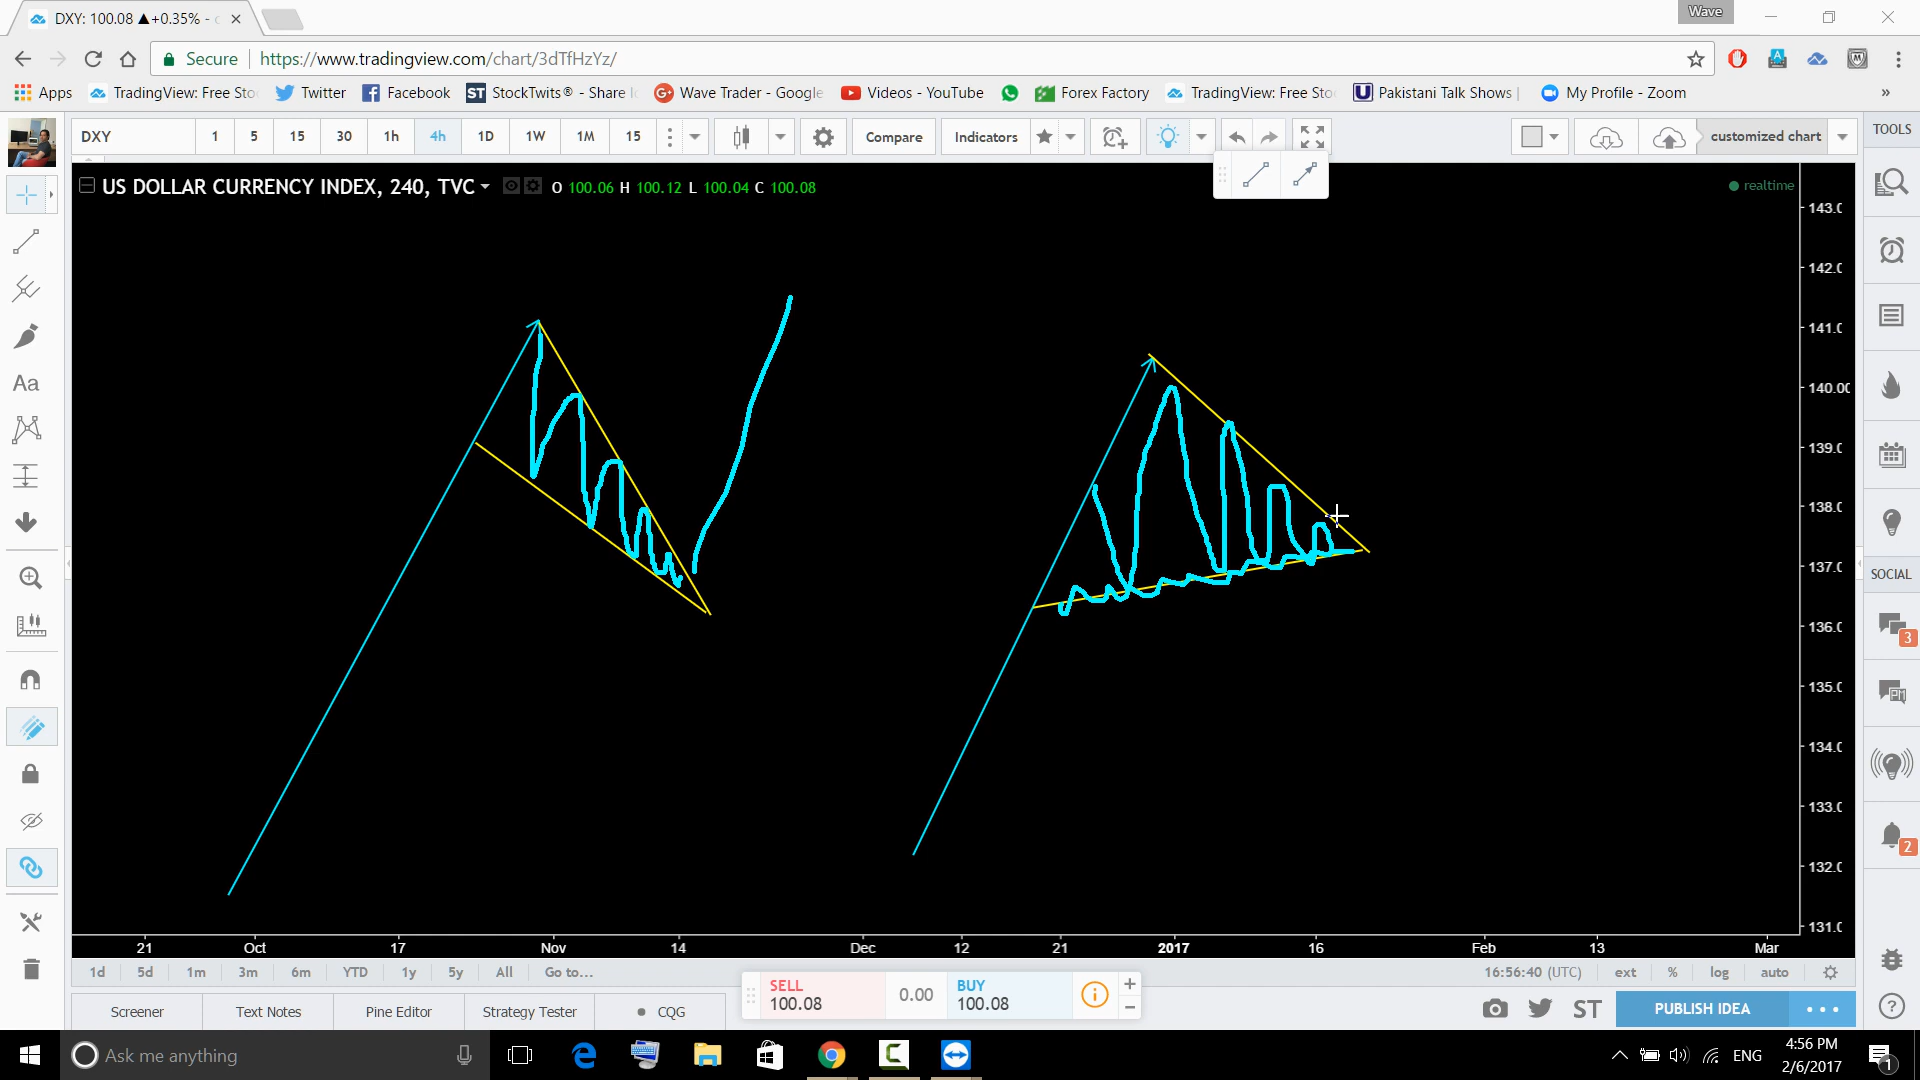 DXY: 100.08 ▲+0.35% -
Wave
Secure https://www.tradingview.com/chart/3dTfHzYz/
Apps TradingView: Free Sto Twitter Facebook StockTwits® - Share Wave Trader - Google Videos - YouTube Forex Factory TradingView: Free Sto Pakistani Talk Shows | My Profile - Zoom »
DXY 1 5 15 30 1h 4h 1D 1W 1M 15 Compare Indicators customized chart TOOLS
US DOLLAR CURRENCY INDEX, 240, TVC O 100.06 H 100.12 L 100.04 C 100.08 realtime
143.0
142.0
141.0
140.00
139.0
138.0
137.0
136.0
135.0
134.0
133.0
132.0
131.0
Aa
SOCIAL
3
PM
2
21 Oct 17 Nov 14 Dec 12 21 2017 16 Feb 13 Mar
1d 5d 1m 3m 6m YTD 1y 5y All Go to... 16:56:40 (UTC) ext % log auto
SELL 100.08 0.00 BUY 100.08
Screener Text Notes Pine Editor Strategy Tester CQG ST PUBLISH IDEA
Ask me anything ENG 4:56 PM
2/6/2017 1